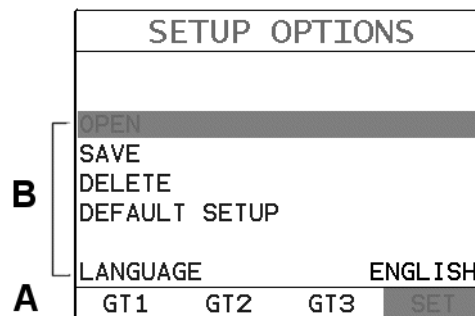 SETUP OPTIONS
OPEN
SAVE
B
DELETE
DEFAULT SETUP
LANGUAGE ENGLISH
A GT1 GT2 GT3 SET